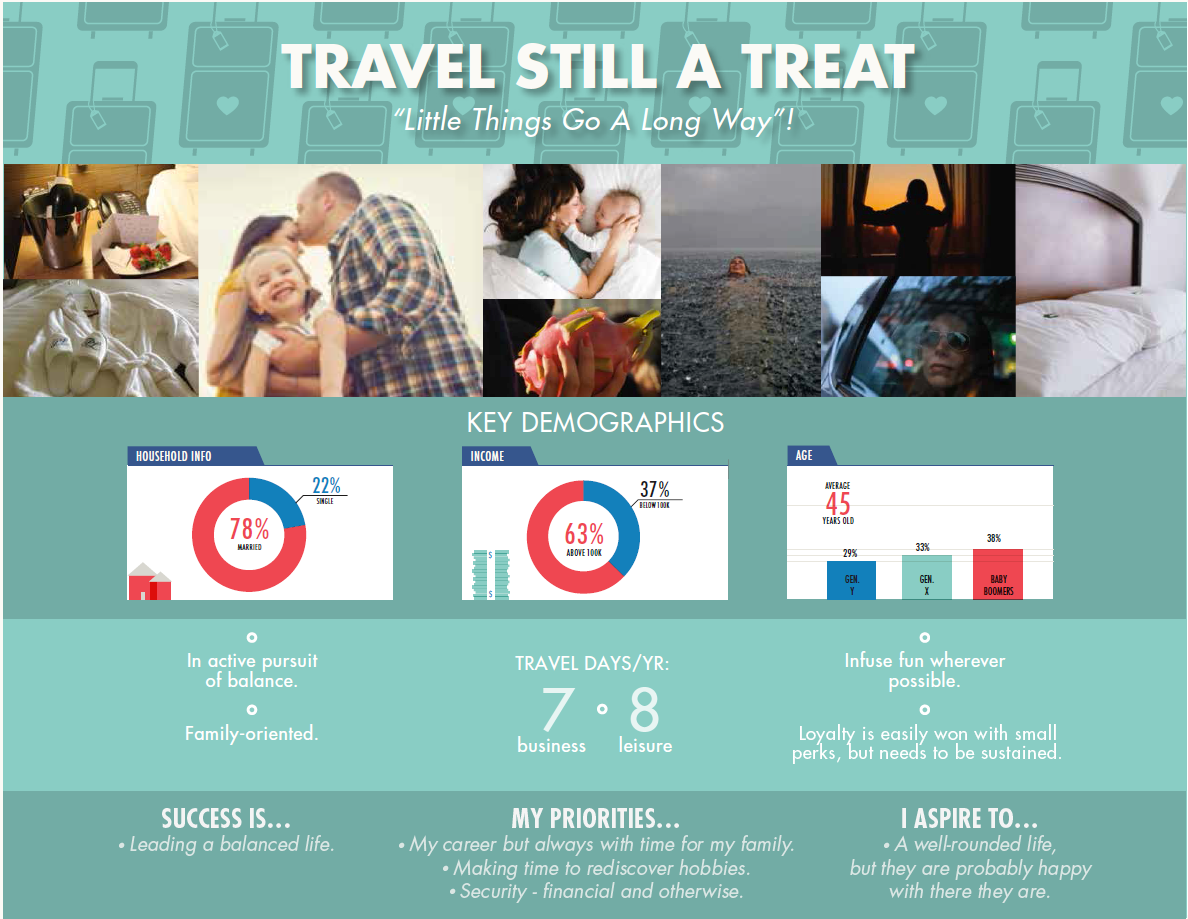 TRAVEL STILL A TREAT
“Little Things Go A Long Way”!
KEY DEMOGRAPHICS
HOUSEHOLD INFO
22%
SINGLE
78%
MARRIED
INCOME
37%
BELOW 100K
63%
ABOVE 100K
$
$
AGE
AVERAGE
45
YEARS OLD
29%
33%
38%
GEN.
Y
GEN.
X
BABY
BOOMERS
In active pursuit
of balance.
Family-oriented.
TRAVEL DAYS/YR:
7 8
business leisure
Infuse fun wherever
possible.
Loyalty is easily won with small
perks, but needs to be sustained.
SUCCESS IS...
• Leading a balanced life.
MY PRIORITIES...
• My career but always with time for my family.
• Making time to rediscover hobbies.
• Security - financial and otherwise.
I ASPIRE TO...
• A well-rounded life,
but they are probably happy
with there they are.